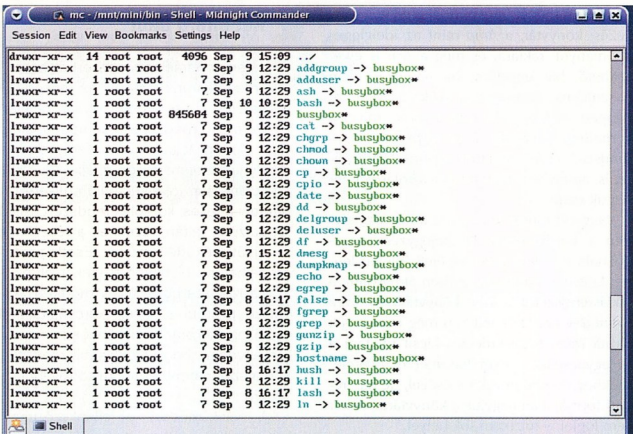 mc - /mnt/mini/bin - Shell - Midnight Commander
Session Edit View Bookmarks Settings Help
drwxr-xr-x 14 root root 4096 Sep 9 15:09 ../
lrwxr-xr-x 1 root root 7 Sep 9 12:29 addgroup -> busybox*
lrwxr-xr-x 1 root root 7 Sep 9 12:29 adduser -> busybox*
lrwxr-xr-x 1 root root 7 Sep 9 12:29 ash -> busybox*
lrwxr-xr-x 1 root root 7 Sep 10 10:29 bash -> busybox*
-rwxr-xr-x 1 root root 845684 Sep 9 12:29 busybox*
lrwxr-xr-x 1 root root 7 Sep 9 12:29 cat -> busybox*
lrwxr-xr-x 1 root root 7 Sep 9 12:29 chgrp -> busybox*
lrwxr-xr-x 1 root root 7 Sep 9 12:29 chmod -> busybox*
lrwxr-xr-x 1 root root 7 Sep 9 12:29 chown -> busybox*
lrwxr-xr-x 1 root root 7 Sep 9 12:29 cp -> busybox*
lrwxr-xr-x 1 root root 7 Sep 9 12:29 cpio -> busybox*
lrwxr-xr-x 1 root root 7 Sep 9 12:29 date -> busybox*
lrwxr-xr-x 1 root root 7 Sep 9 12:29 dd -> busybox*
lrwxr-xr-x 1 root root 7 Sep 9 12:29 delgroup -> busybox*
lrwxr-xr-x 1 root root 7 Sep 9 12:29 deluser -> busybox*
lrwxr-xr-x 1 root root 7 Sep 9 12:29 df -> busybox*
lrwxr-xr-x 1 root root 7 Sep 7 15:12 dmesg -> busybox*
lrwxr-xr-x 1 root root 7 Sep 9 12:29 dumpkmap -> busybox*
lrwxr-xr-x 1 root root 7 Sep 9 12:29 echo -> busybox*
lrwxr-xr-x 1 root root 7 Sep 9 12:29 egrep -> busybox*
lrwxr-xr-x 1 root root 7 Sep 8 16:17 false -> busybox*
lrwxr-xr-x 1 root root 7 Sep 9 12:29 fgrep -> busybox*
lrwxr-xr-x 1 root root 7 Sep 9 12:29 grep -> busybox*
lrwxr-xr-x 1 root root 7 Sep 9 12:29 gunzip -> busybox*
lrwxr-xr-x 1 root root 7 Sep 9 12:29 gzip -> busybox*
lrwxr-xr-x 1 root root 7 Sep 9 12:29 hostname -> busybox*
lrwxr-xr-x 1 root root 7 Sep 8 16:17 hush -> busybox*
lrwxr-xr-x 1 root root 7 Sep 9 12:29 kill -> busybox*
lrwxr-xr-x 1 root root 7 Sep 8 16:17 lash -> busybox*
lrwxr-xr-x 1 root root 7 Sep 9 12:29 ln -> busybox*
Shell